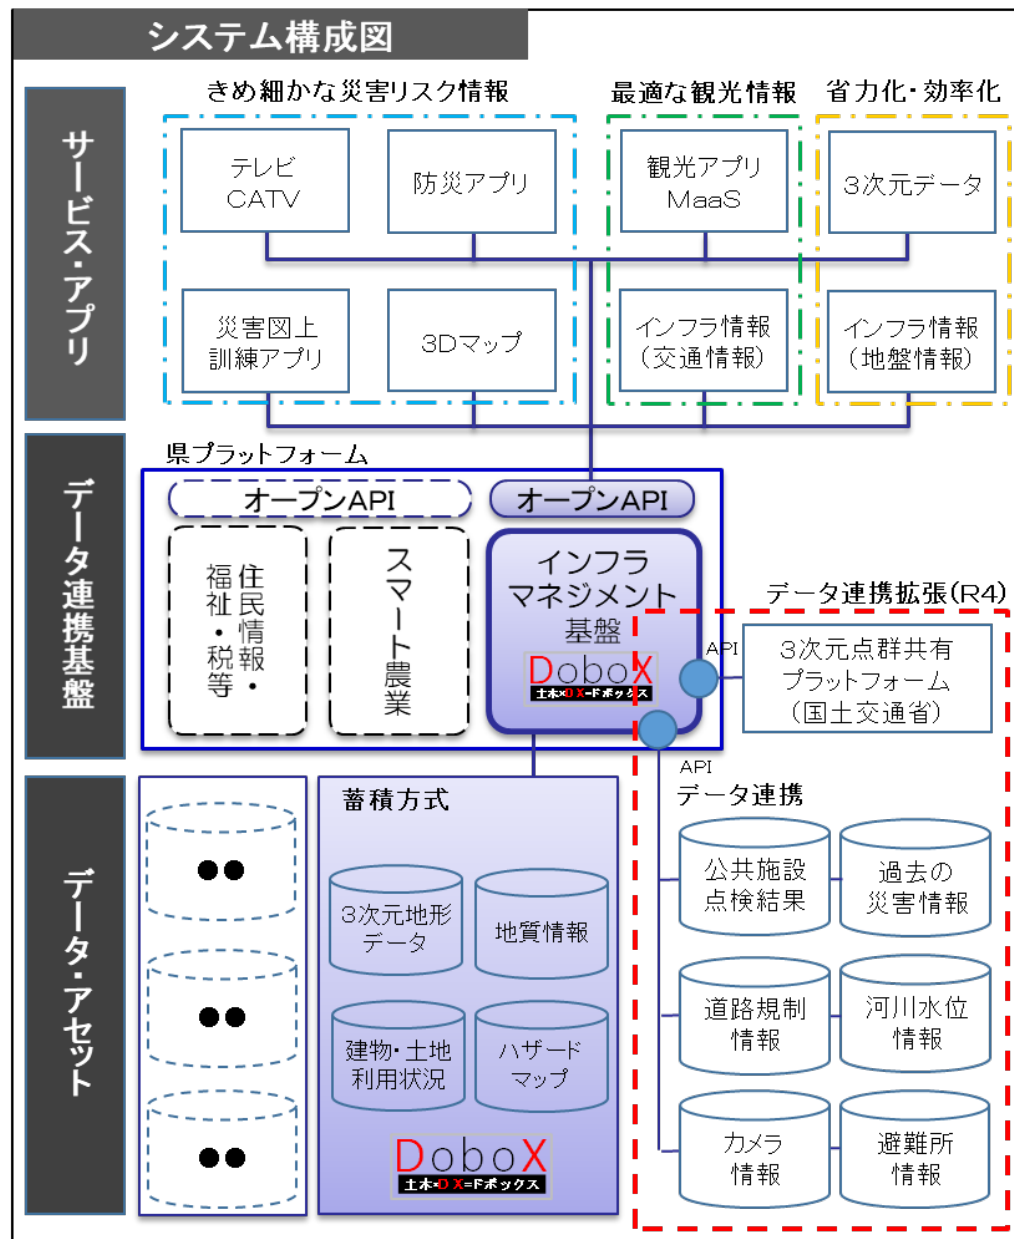 システム構成図
サービス・アプリ
きめ細かな災害リスク情報
最適な観光情報
省力化・効率化
テレビ
CATV
防災アプリ
観光アプリ
MaaS
3次元データ
災害図上
訓練アプリ
3Dマップ
インフラ情報
(交通情報)
インフラ情報
(地盤情報)
データ連携基盤
県プラットフォーム
オープンAPI
オープンAPI
住民情報・
福祉・税等
スマート農業
インフラ
マネジメント
基盤
DoboX
土木×DX=ドボックス
データ連携拡張(R4)
API
3次元点群共有
プラットフォーム
(国土交通省)
API
データ連携
データ・アセット
●●
●●
●●
蓄積方式
3次元地形
データ
地質情報
建物・土地
利用状況
ハザード
マップ
DoboX
土木×DX=ドボックス
公共施設
点検結果
過去の
災害情報
道路規制
情報
河川水位
情報
カメラ
情報
避難所
情報